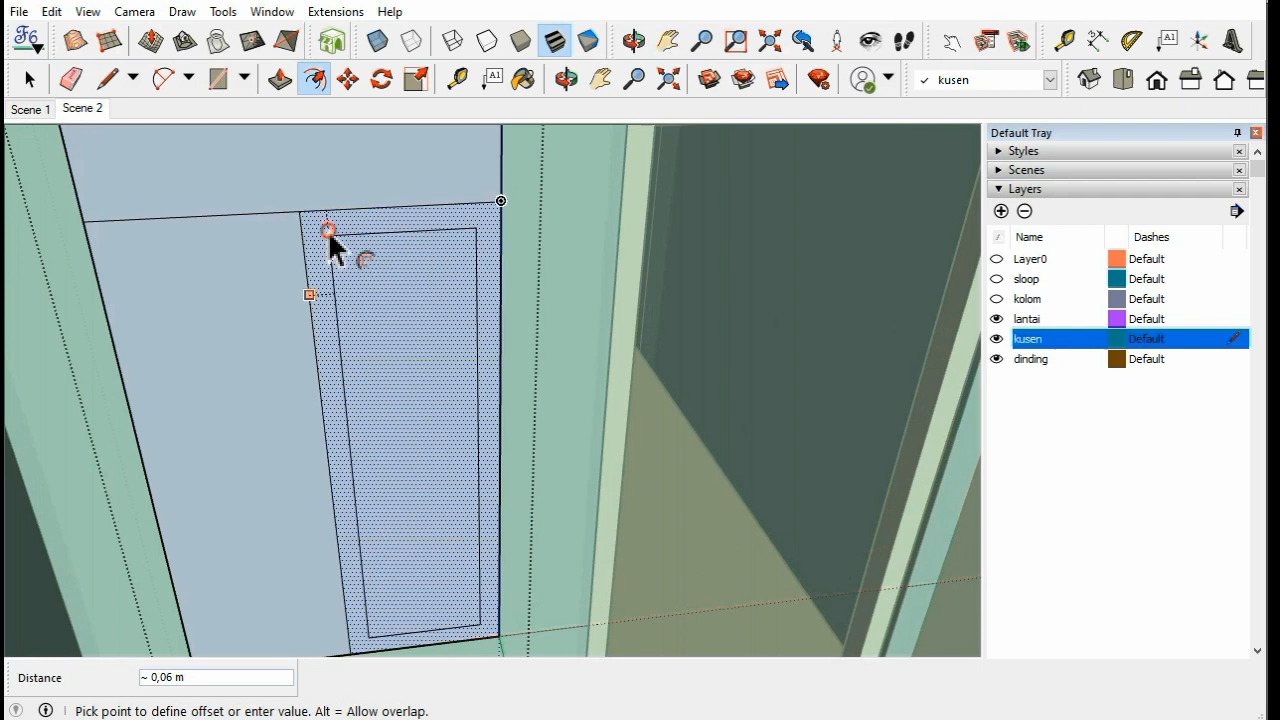 File Edit View Camera Draw Tools Window Extensions Help
kusen
Scene 1 Scene 2
Default Tray
Styles
Scenes
Layers
Name Dashes
Layer0 Default
sloop Default
kolom Default
lantai Default
kusen Default
dinding Default
Distance ~ 0,06 m
Pick point to define offset or enter value. Alt = Allow overlap.